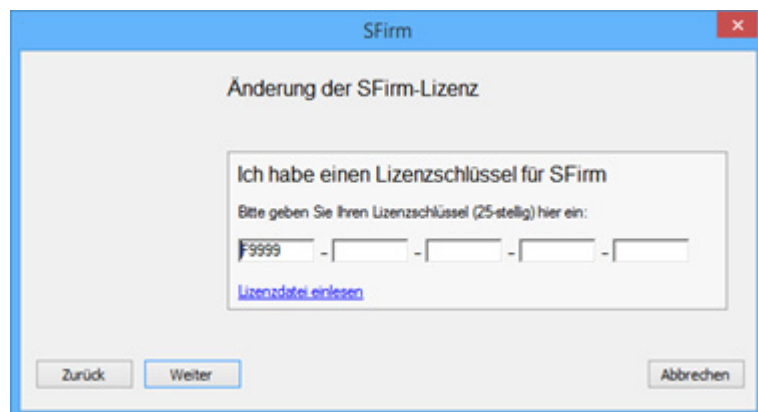 SFirm
Änderung der SFirm-Lizenz
Ich habe einen Lizenzschlüssel für SFirm
Bitte geben Sie Ihren Lizenzschlüssel (25-stellig) hier ein:
F9999 - - - -
Lizenzdatei einlesen
Zurück Weiter Abbrechen